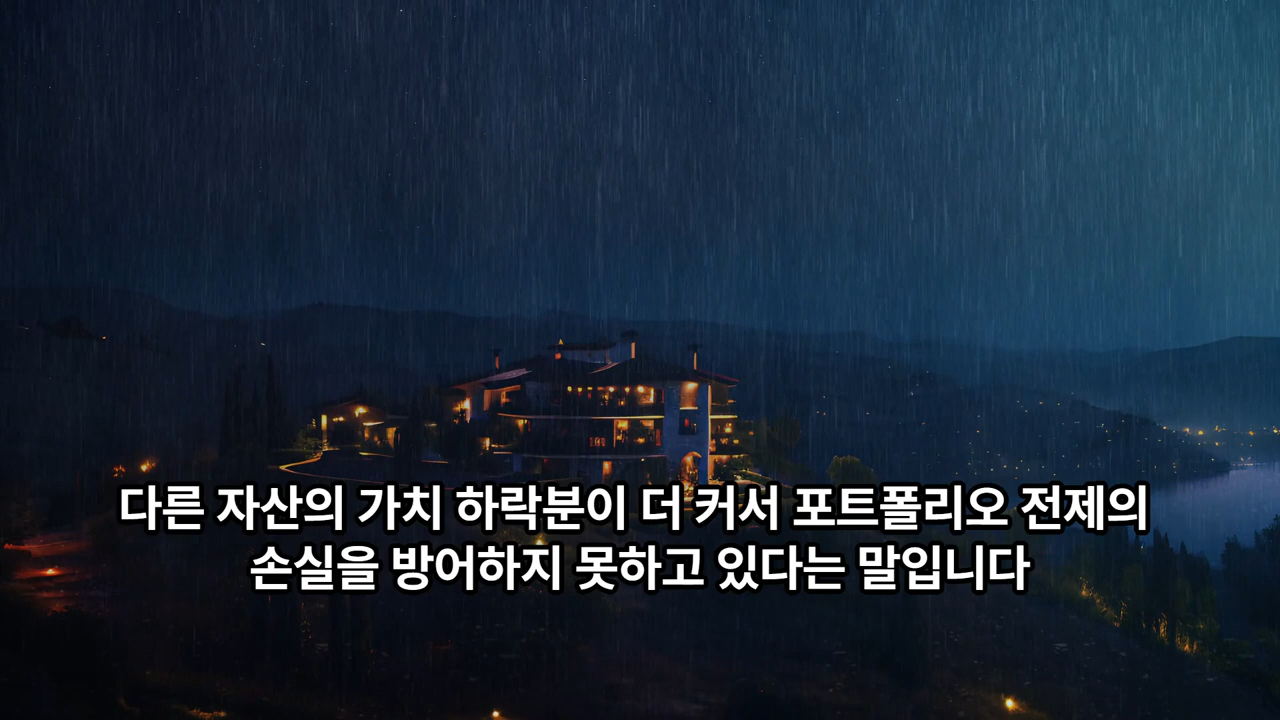 다른 자산의 가치 하락분이 더 커서 포트폴리오 전제의
손실을 방어하지 못하고 있다는 말입니다